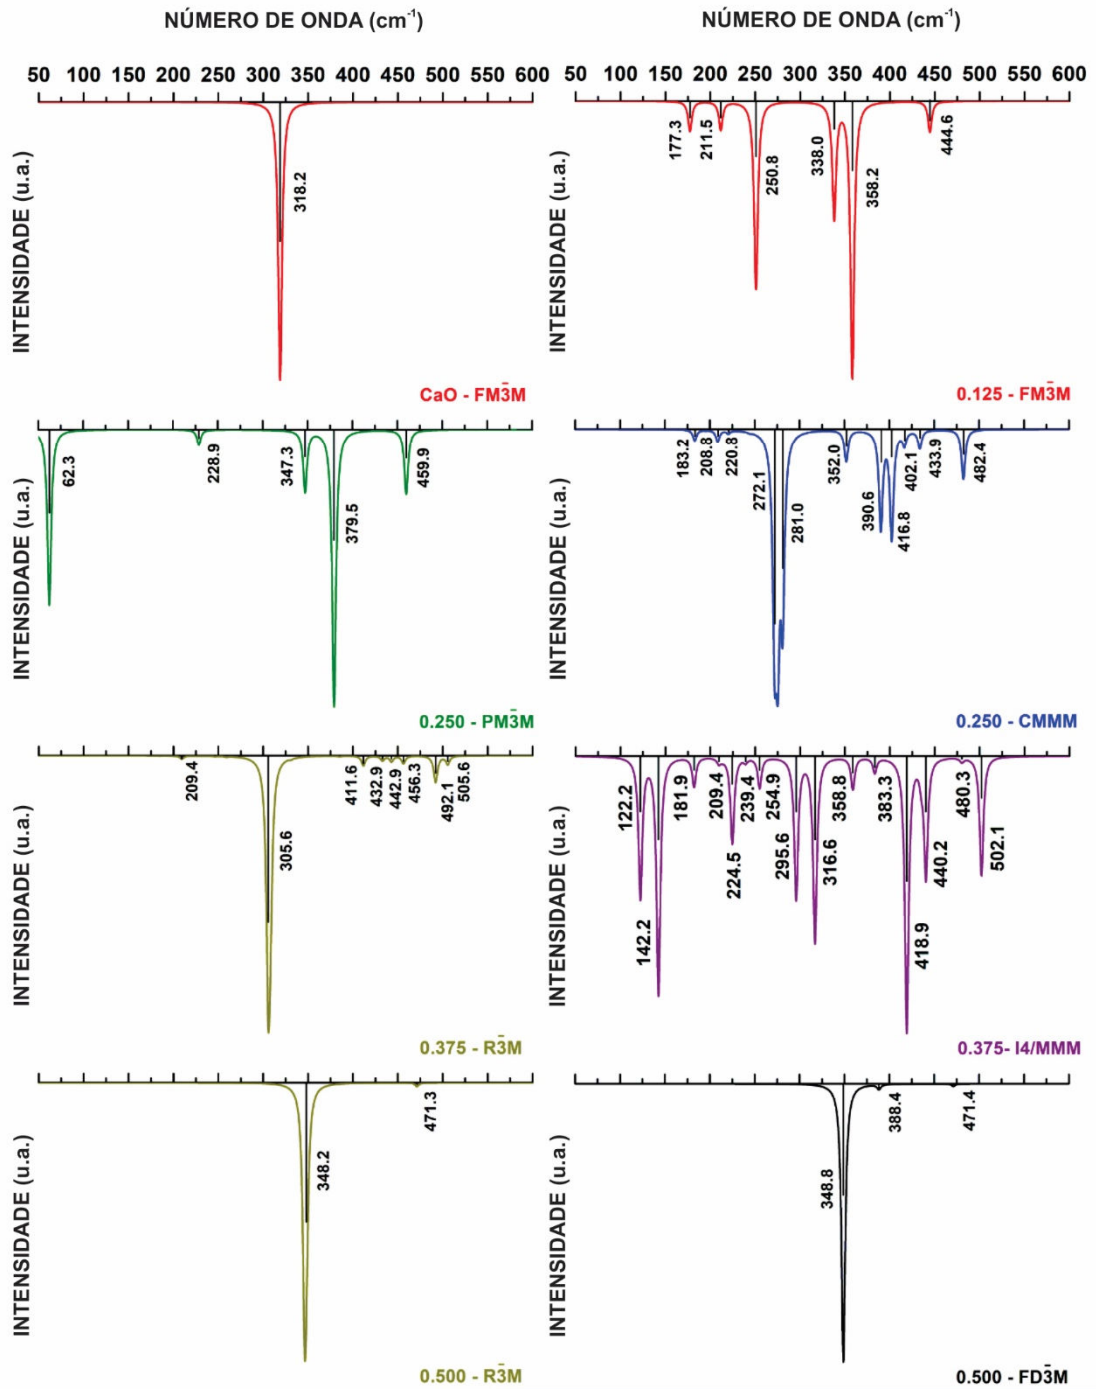 NÚMERO DE ONDA (cm⁻¹)
50 100 150 200 250 300 350 400 450 500 550 600
INTENSIDADE (u.a.)
318.2
CaO - FM3̄M
NÚMERO DE ONDA (cm⁻¹)
50 100 150 200 250 300 350 400 450 500 550 600
INTENSIDADE (u.a.)
177.3
211.5
250.8
338.0
358.2
444.6
0.125 - FM3̄M
INTENSIDADE (u.a.)
62.3
228.9
347.3
379.5
459.9
0.250 - PM3̄M
INTENSIDADE (u.a.)
183.2
208.8
220.8
272.1
281.0
352.0
390.6
416.8
402.1
433.9
482.4
0.250 - CMMM
INTENSIDADE (u.a.)
209.4
305.6
411.6
432.9
442.9
456.3
492.1
505.6
0.375 - R3̄M
INTENSIDADE (u.a.)
122.2
142.2
181.9
209.4
224.5
239.4
254.9
295.6
316.6
358.8
383.3
418.9
440.2
480.3
502.1
0.375- I4/MMM
INTENSIDADE (u.a.)
348.2
471.3
0.500 - R3̄M
INTENSIDADE (u.a.)
348.8
388.4
471.4
0.500 - FD3̄M